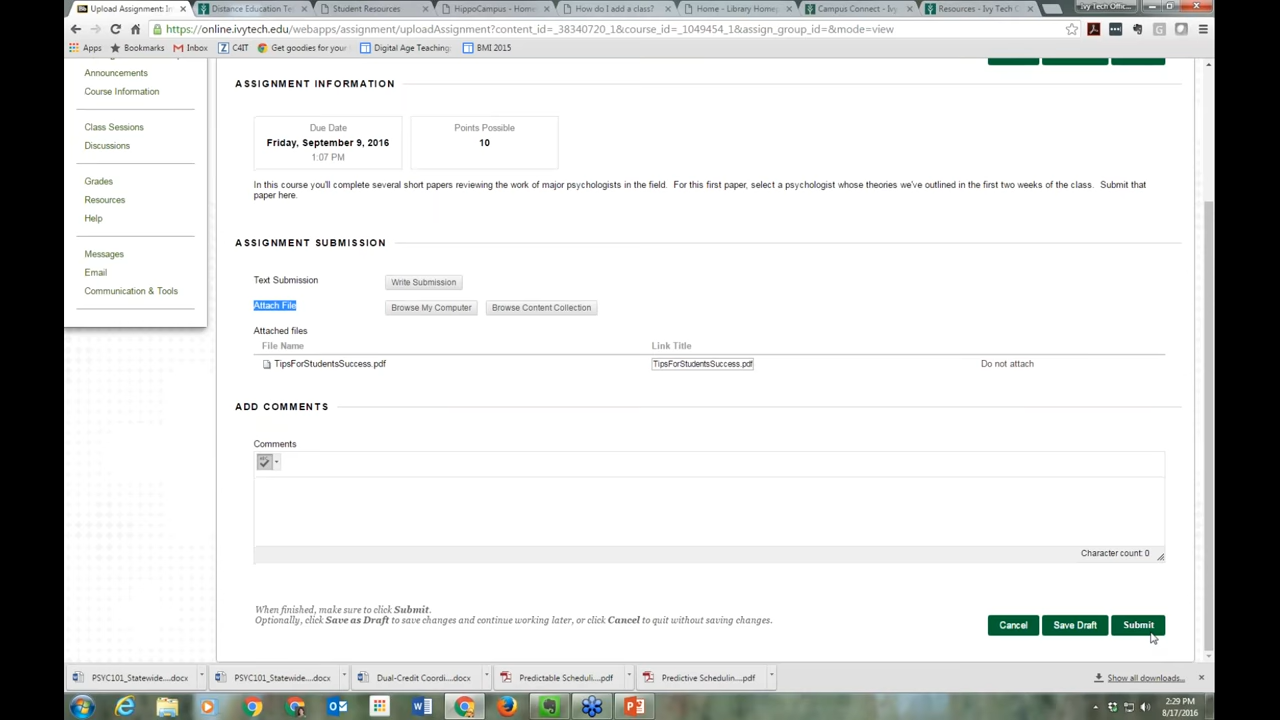 Upload Assignment: In
Distance Education Te
Student Resources
HippoCampus - Home
How do I add a class?
Home - Library Home
Campus Connect - Ivy
Resources - Ivy Tech C
Ivy Tech Offic...
https://online.ivytech.edu/webapps/assignment/uploadAssignment?content_id=_38340720_1&course_id=_1049454_1&assign_group_id=&mode=view
Apps
Bookmarks
Inbox
C4IT
Get goodies for your
Digital Age Teaching
BMI 2015
Announcements
Course Information
Class Sessions
Discussions
Grades
Resources
Help
Messages
Email
Communication & Tools
ASSIGNMENT INFORMATION
Due Date
Friday, September 9, 2016
1:07 PM
Points Possible
10
In this course you'll complete several short papers reviewing the work of major psychologists in the field. For this first paper, select a psychologist whose theories we've outlined in the first two weeks of the class. Submit that
paper here.
ASSIGNMENT SUBMISSION
Text Submission
Write Submission
Attach File
Browse My Computer
Browse Content Collection
Attached files
File Name
Link Title
TipsForStudentsSuccess.pdf
TipsForStudentsSuccess.pdf
Do not attach
ADD COMMENTS
Comments
Character count: 0
When finished, make sure to click Submit.
Optionally, click Save as Draft to save changes and continue working later, or click Cancel to quit without saving changes.
Cancel
Save Draft
Submit
PSYC101_Statewide....docx
PSYC101_Statewide....docx
Dual-Credit Coordi....docx
Predictable Scheduli....pdf
Predictive Schedulin....pdf
Show all downloads...
2:29 PM
8/17/2016